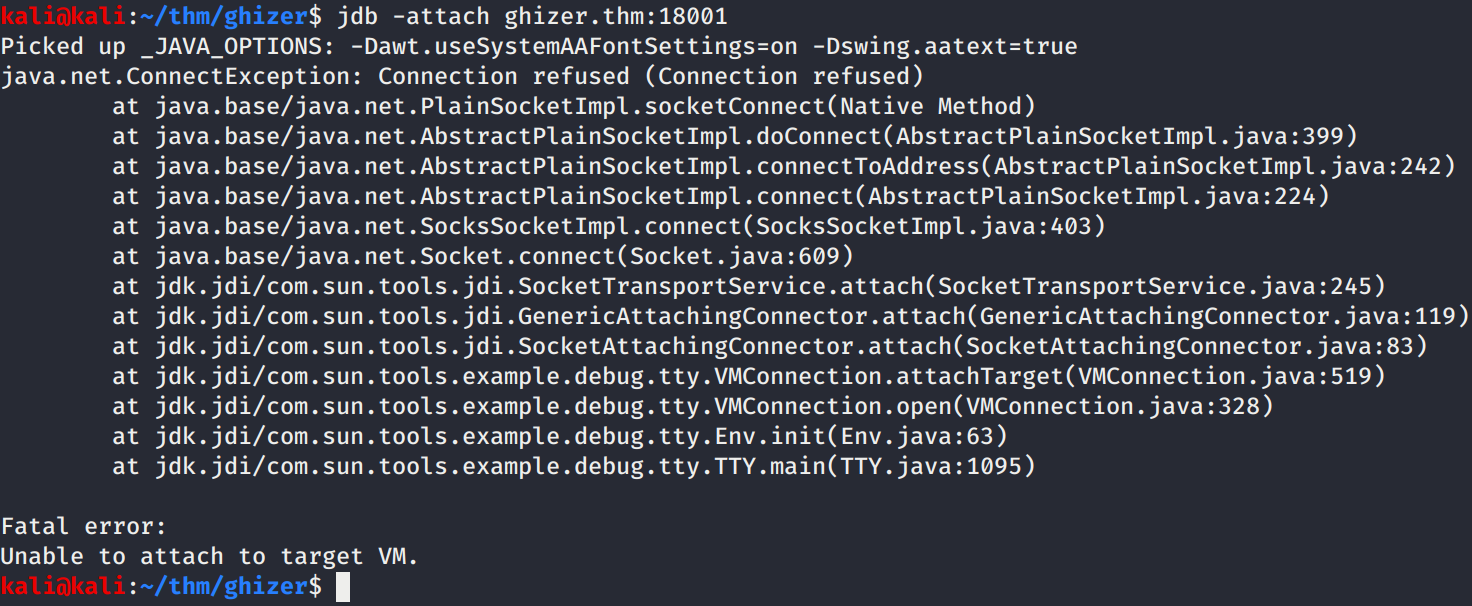 kali@kali:~/thm/ghizer$ jdb -attach ghizer.thm:18001
Picked up _JAVA_OPTIONS: -Dawt.useSystemAAFontSettings=on -Dswing.aatext=true
java.net.ConnectException: Connection refused (Connection refused)
        at java.base/java.net.PlainSocketImpl.socketConnect(Native Method)
        at java.base/java.net.AbstractPlainSocketImpl.doConnect(AbstractPlainSocketImpl.java:399)
        at java.base/java.net.AbstractPlainSocketImpl.connectToAddress(AbstractPlainSocketImpl.java:242)
        at java.base/java.net.AbstractPlainSocketImpl.connect(AbstractPlainSocketImpl.java:224)
        at java.base/java.net.SocksSocketImpl.connect(SocksSocketImpl.java:403)
        at java.base/java.net.Socket.connect(Socket.java:609)
        at jdk.jdi/com.sun.tools.jdi.SocketTransportService.attach(SocketTransportService.java:245)
        at jdk.jdi/com.sun.tools.jdi.GenericAttachingConnector.attach(GenericAttachingConnector.java:119)
        at jdk.jdi/com.sun.tools.jdi.SocketAttachingConnector.attach(SocketAttachingConnector.java:83)
        at jdk.jdi/com.sun.tools.example.debug.tty.VMConnection.attachTarget(VMConnection.java:519)
        at jdk.jdi/com.sun.tools.example.debug.tty.VMConnection.open(VMConnection.java:328)
        at jdk.jdi/com.sun.tools.example.debug.tty.Env.init(Env.java:63)
        at jdk.jdi/com.sun.tools.example.debug.tty.TTY.main(TTY.java:1095)

Fatal error:
Unable to attach to target VM.
kali@kali:~/thm/ghizer$